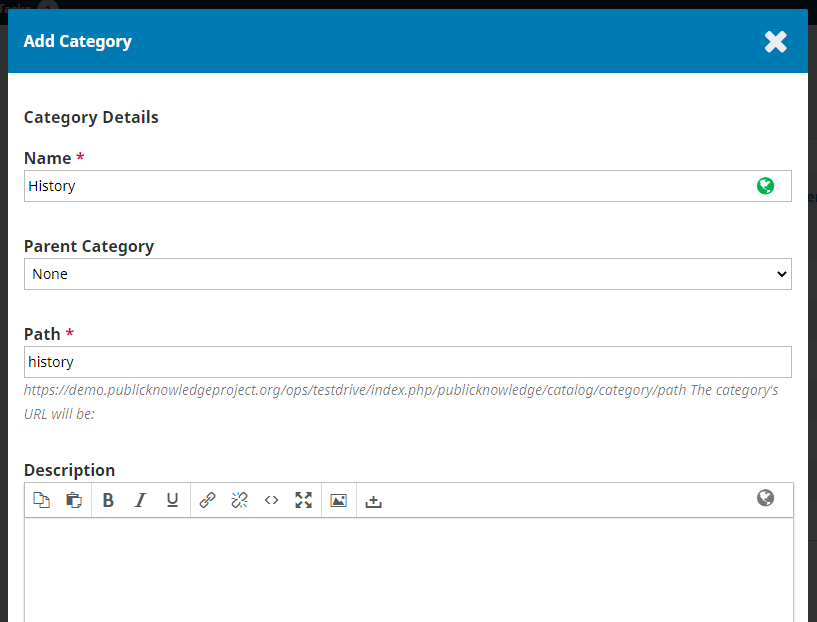 Tasks
Add Category
Category Details
Name *
History
Parent Category
None
Path *
history
https://demo.publicknowledgeproject.org/ops/testdrive/index.php/publicknowledge/catalog/category/path The category's
URL will be:
Description
B I U